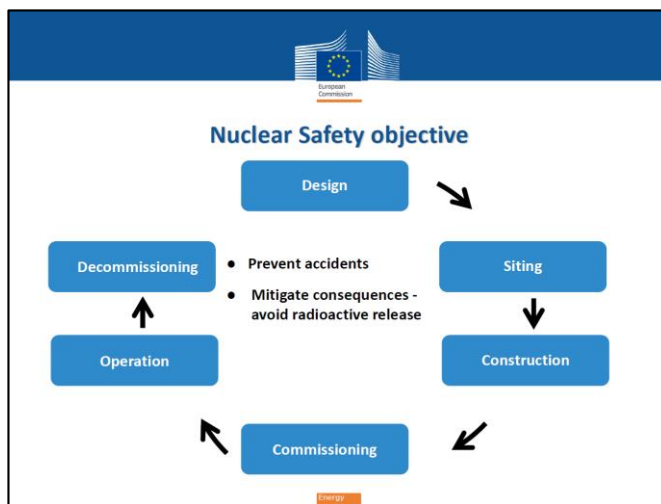 European
Commission
Nuclear Safety objective
Design
Decommissioning
● Prevent accidents
● Mitigate consequences -
avoid radioactive release
Siting
Operation
Construction
Commissioning
Energy